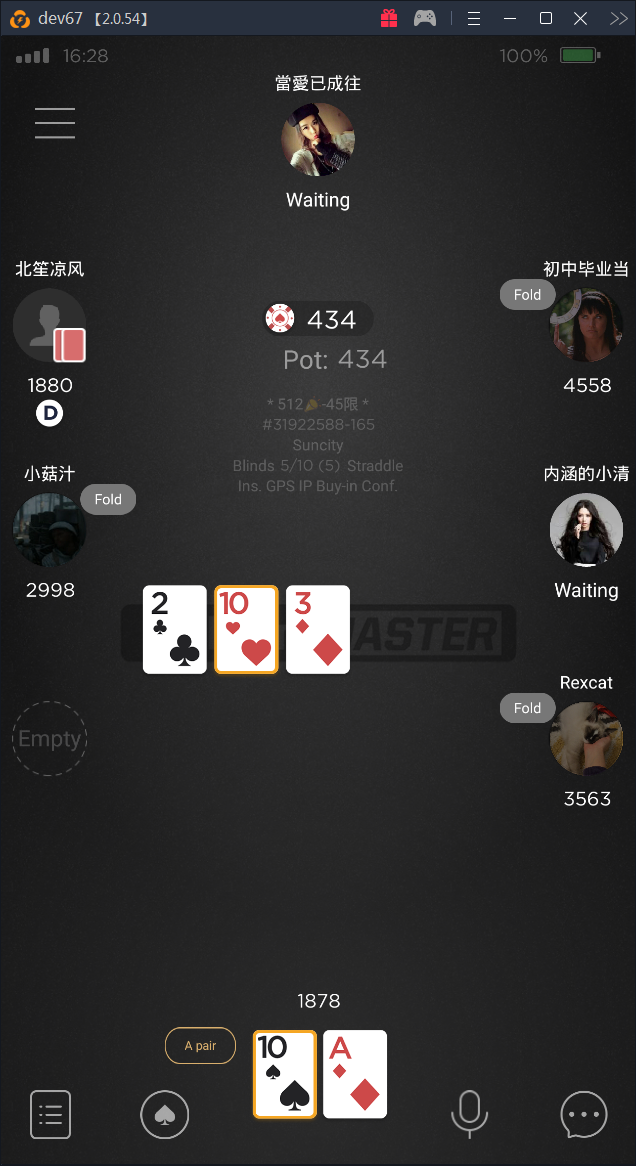 dev67 【2.0.54】
16:28
100%
當愛已成往
Waiting
北笙凉风
初中毕业当
Fold
434
Pot: 434
1880
4558
D
* 512 -45限 *
#31922588-165
Suncity
Blinds 5/10 (5) Straddle
Ins. GPS IP Buy-in Conf.
小菇汁
内涵的小清
Fold
2998
Waiting
2
10
3
Rexcat
Fold
Empty
3563
1878
A pair
10
A